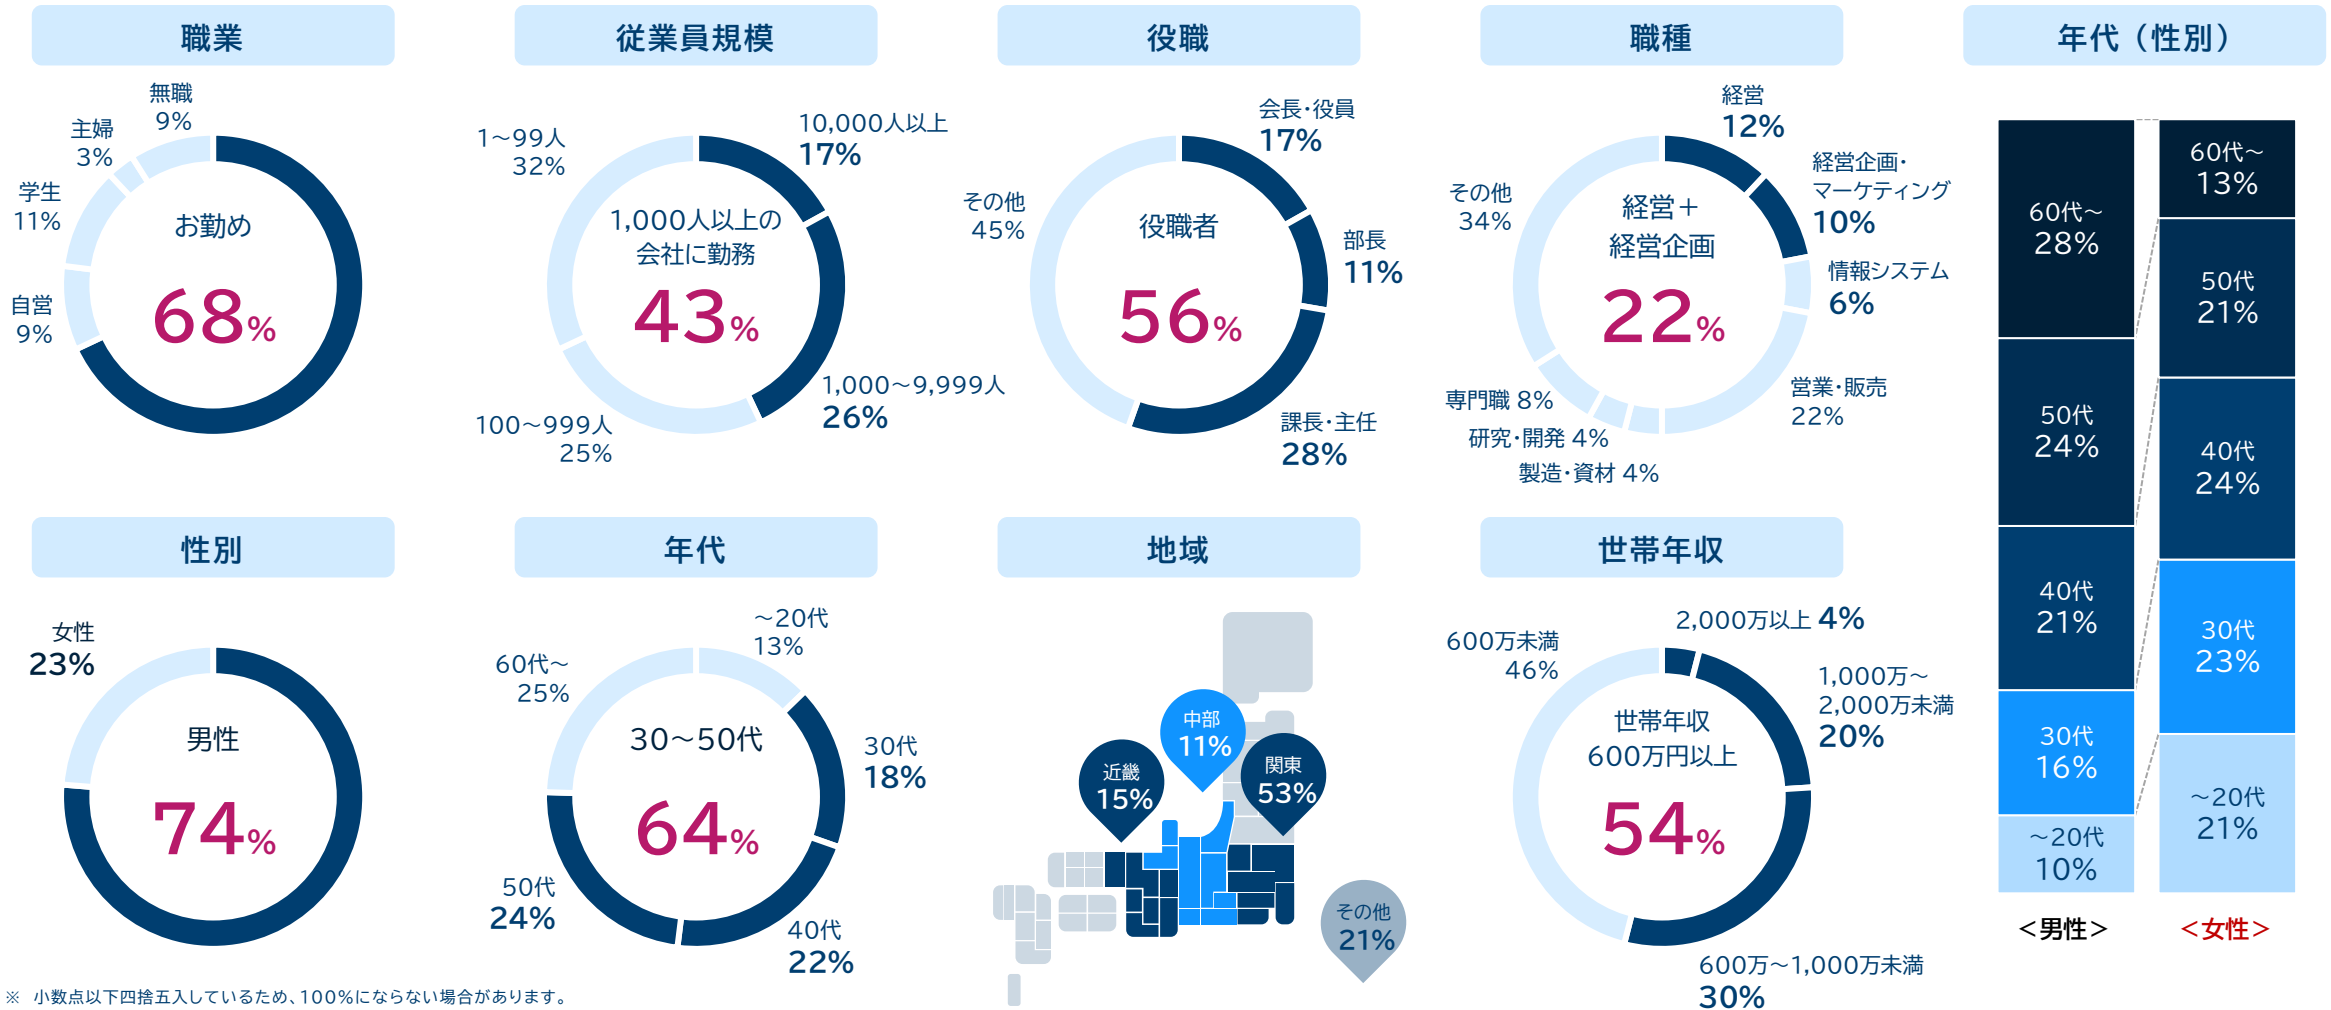 職業
無職
9%
主婦
3%
学生
11%
自営
9%
お勤め
68%
従業員規模
1〜99人
32%
10,000人以上
17%
1,000人以上の
会社に勤務
43%
1,000〜9,999人
26%
100〜999人
25%
役職
会長・役員
17%
その他
45%
役職者
56%
部長
11%
課長・主任
28%
職種
経営
12%
経営企画・
マーケティング
10%
その他
34%
経営＋
経営企画
22%
情報システム
6%
営業・販売
22%
専門職 8%
研究・開発 4%
製造・資材 4%
年代（性別）
60代〜
28%
50代
24%
40代
21%
30代
16%
〜20代
10%
＜男性＞
60代〜
13%
50代
21%
40代
24%
30代
23%
〜20代
21%
＜女性＞
性別
女性
23%
男性
74%
年代
〜20代
13%
60代〜
25%
30〜50代
64%
30代
18%
50代
24%
40代
22%
地域
中部
11%
近畿
15%
関東
53%
その他
21%
世帯年収
2,000万以上 4%
600万未満
46%
1,000万〜
2,000万未満
20%
世帯年収
600万円以上
54%
600万〜1,000万未満
30%
※ 小数点以下四捨五入しているため、100%にならない場合があります。